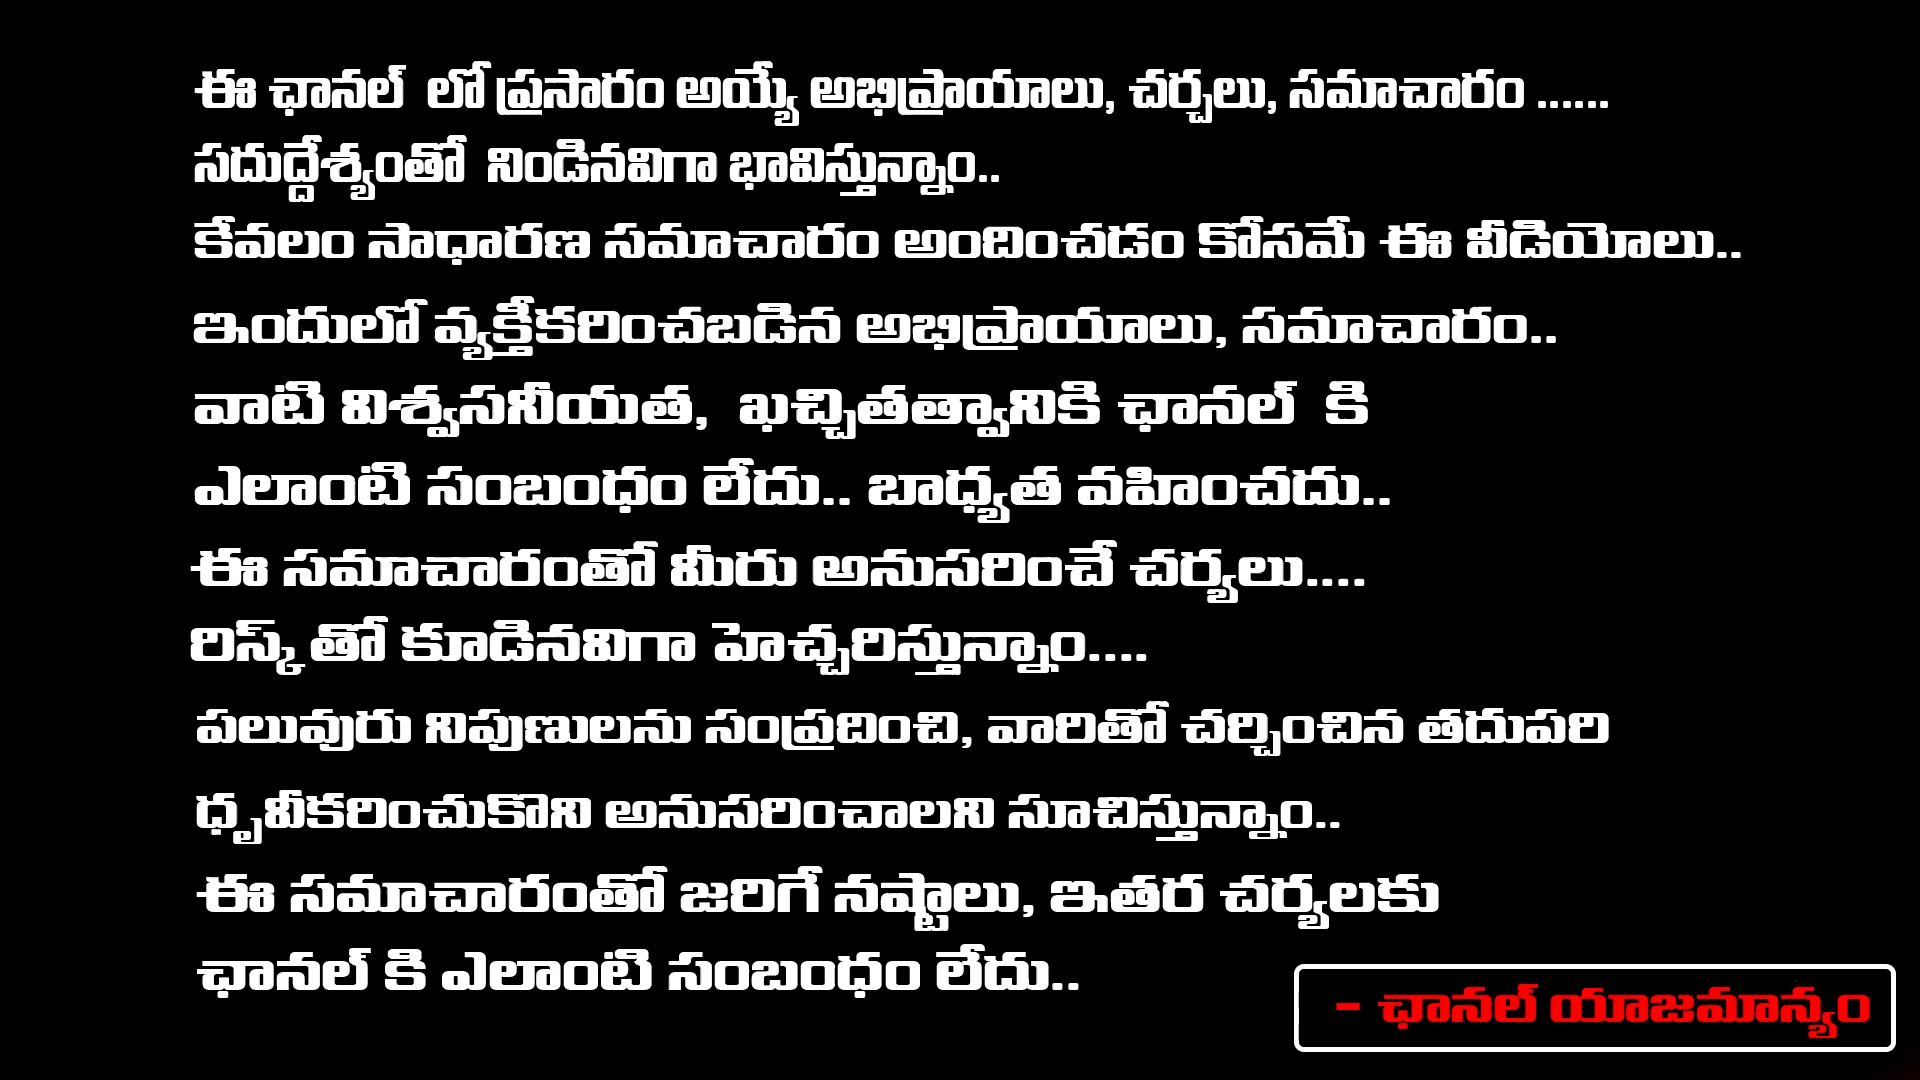 ఈ ఛానల్ లో ప్రసారం అయ్యే అభిప్రాయాలు, చర్చలు, సమాచారం ......
సదుద్దేశ్యంతో నిండినవిగా భావిస్తున్నాం..
కేవలం సాధారణ సమాచారం అందించడం కోసమే ఈ వీడియోలు..
ఇందులో వ్యక్తీకరించబడిన అభిప్రాయాలు, సమాచారం..
వాటి విశ్వసనీయత, ఖచ్చితత్వానికి ఛానల్ కి
ఎలాంటి సంబంధం లేదు.. బాధ్యత వహించదు..
ఈ సమాచారంతో మీరు అనుసరించే చర్యలు....
రిస్క్ తో కూడినవిగా హెచ్చరిస్తున్నాం....
పలువురు నిపుణులను సంప్రదించి, వారితో చర్చించిన తదుపరి
ధృవీకరించుకొని అనుసరించాలని సూచిస్తున్నాం..
ఈ సమాచారంతో జరిగే నష్టాలు, ఇతర చర్యలకు
ఛానల్ కి ఎలాంటి సంబంధం లేదు..
- ఛానల్ యాజమాన్యం